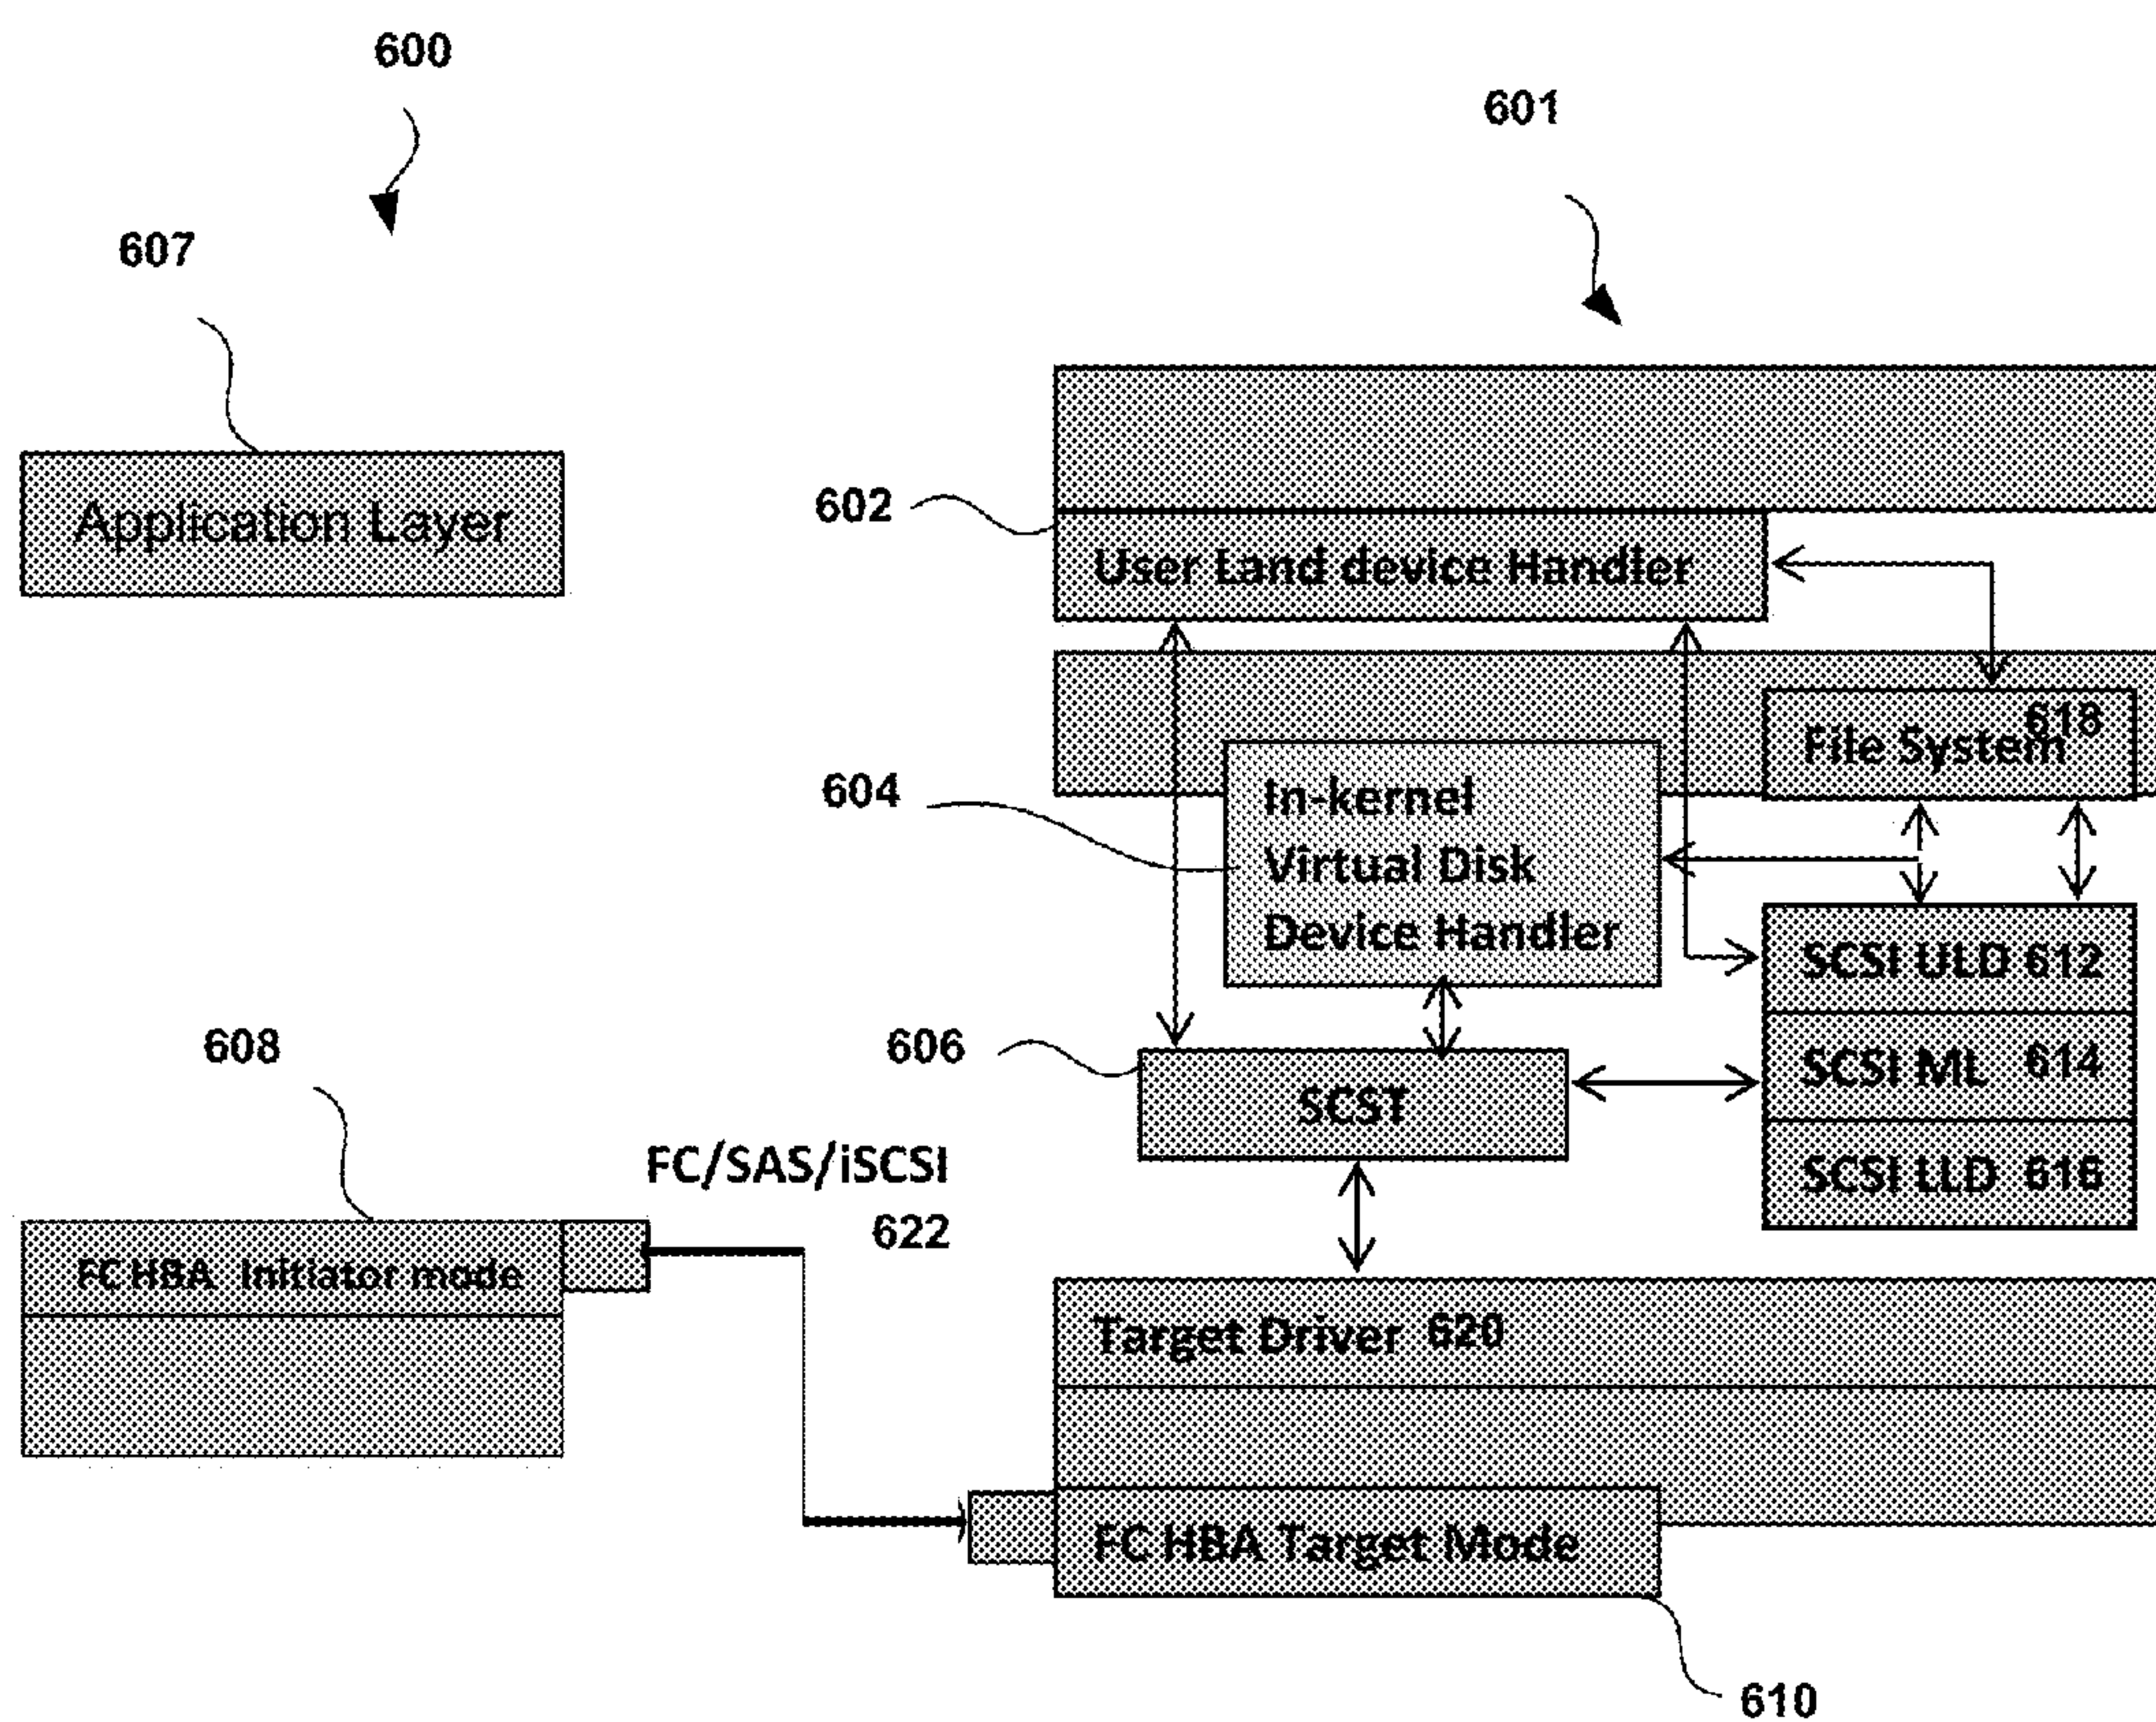 600
601
607
Application Layer
602
User Land device Handler
618
File System
604
In-kernel
Virtual Disk
Device Handler
SCSI ULD 612
608
606
SCST
SCSI ML 614
FC/SAS/iSCSI
622
SCSI LLD 616
FC HBA Initiator mode
Target Driver 620
FC HBA Target Mode
610